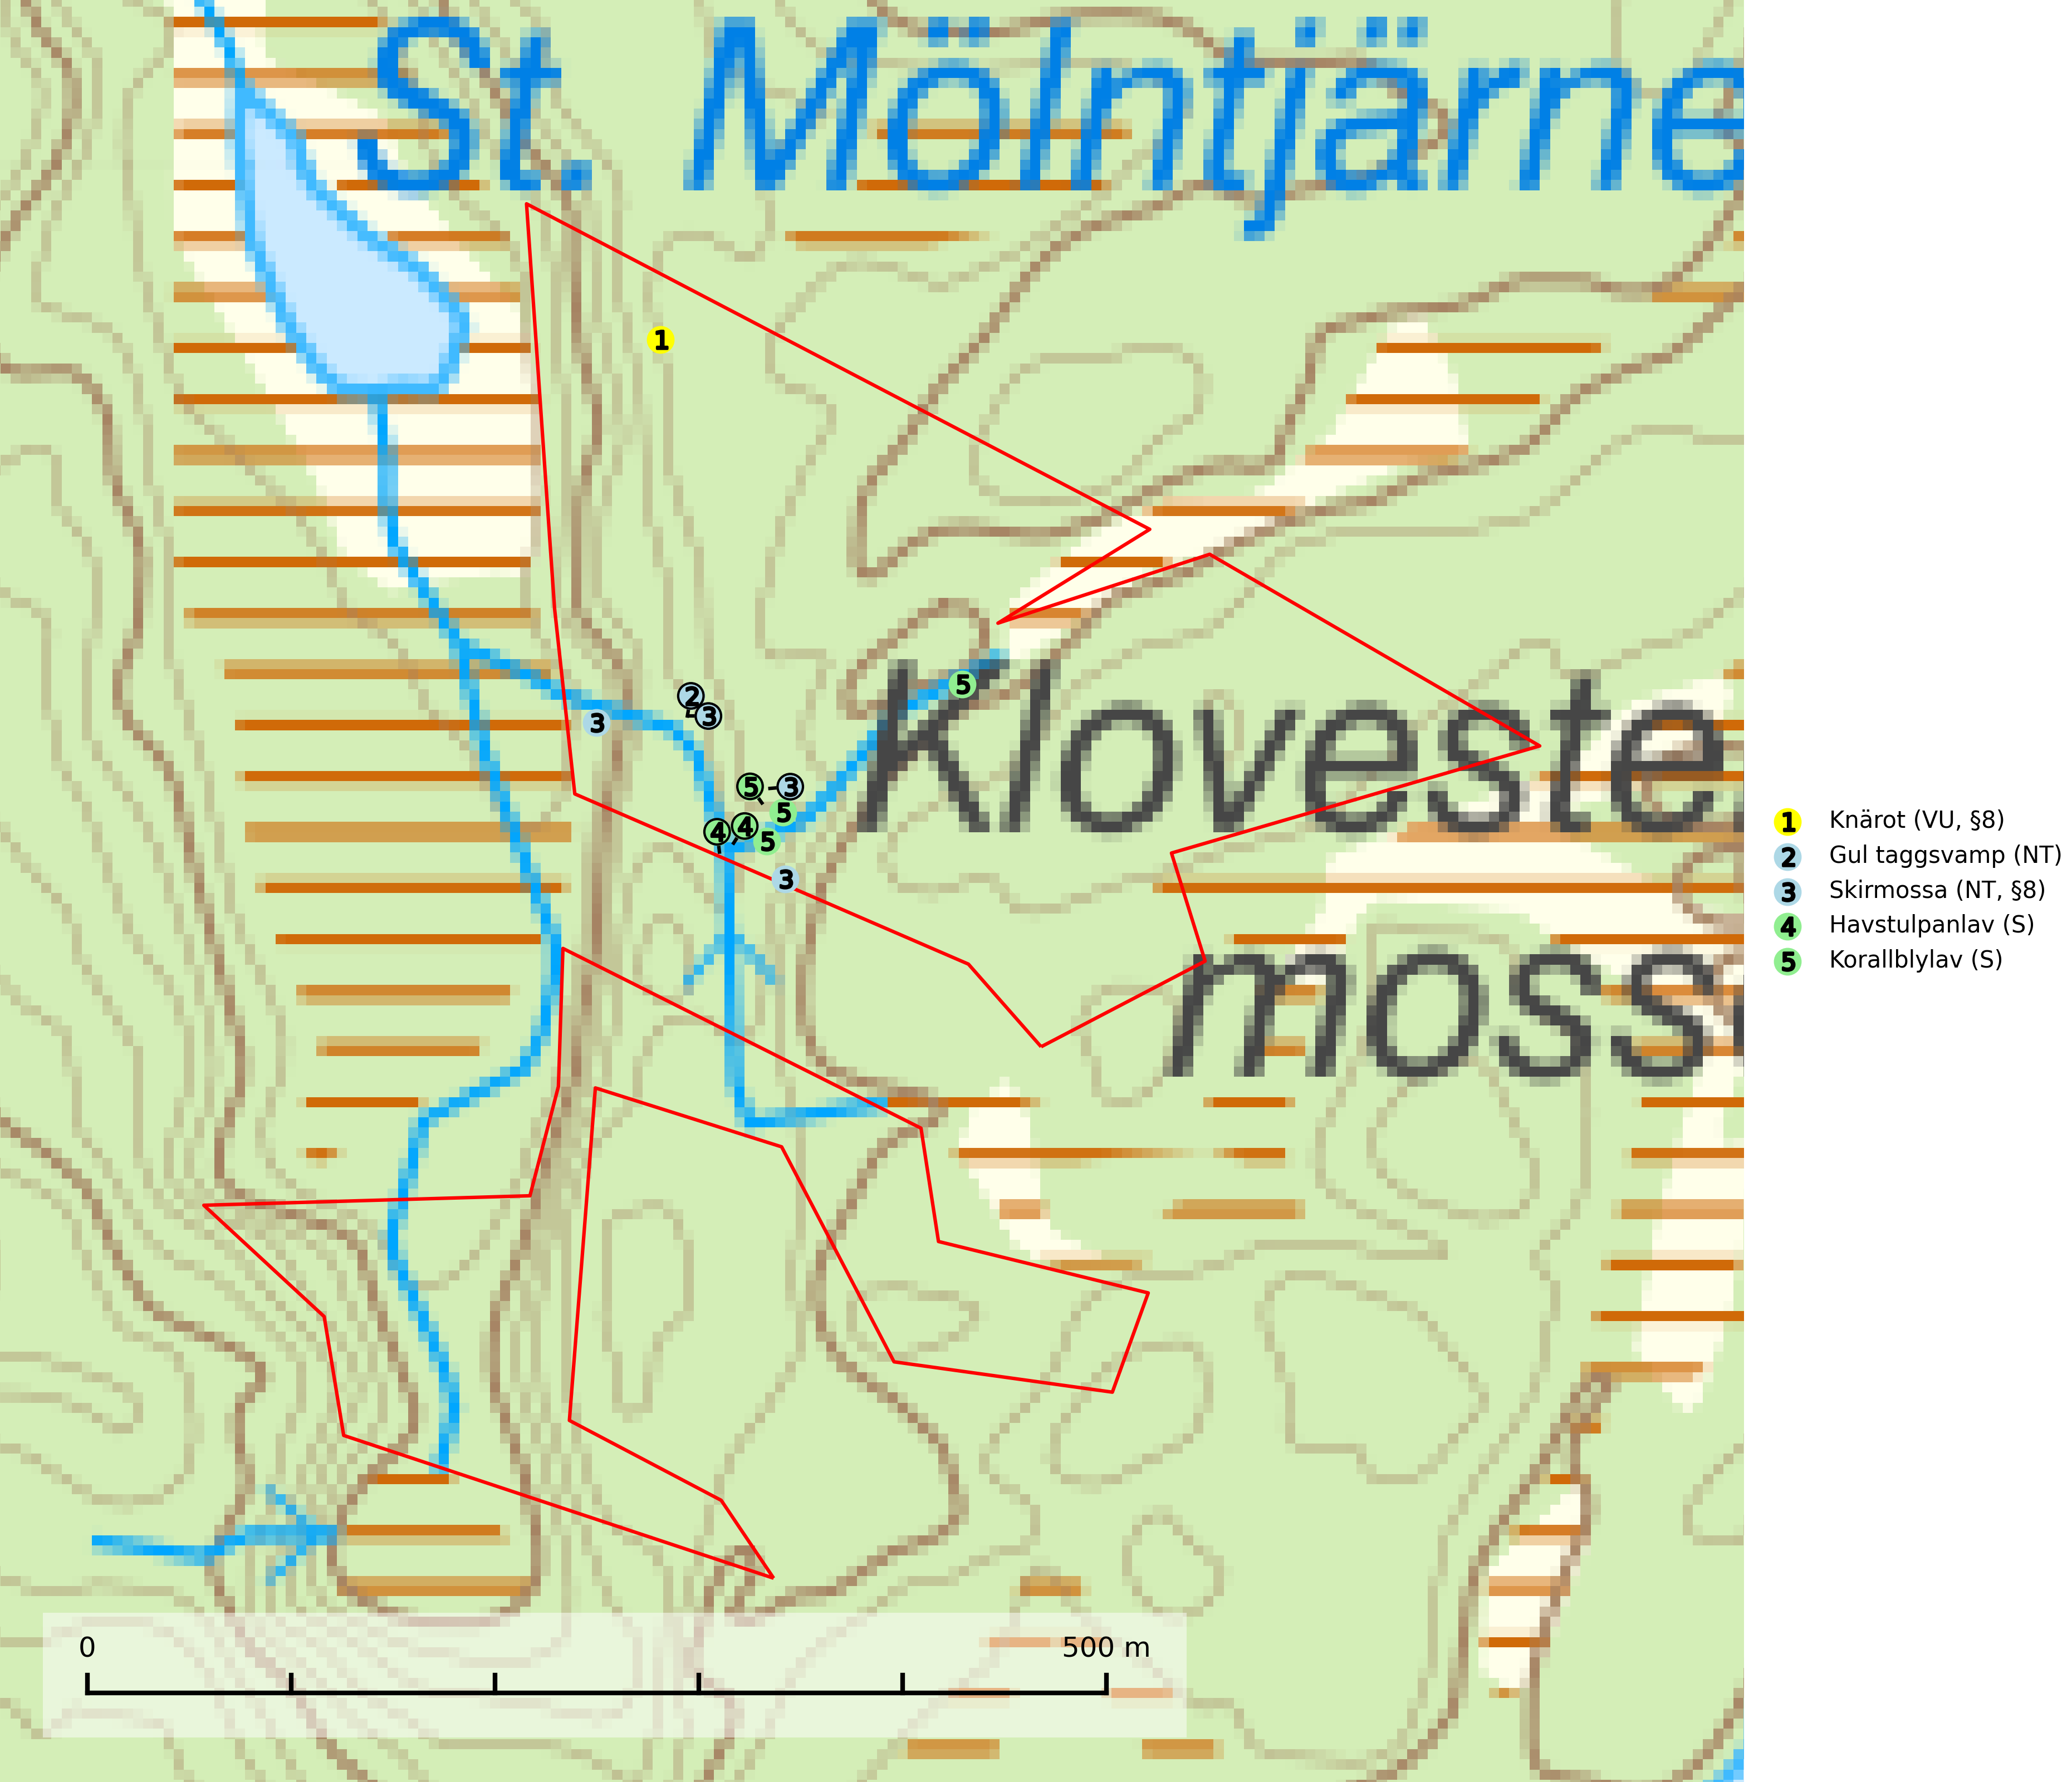 St. Mölntjärne
1
2
3
3
5
5
3
5
4
4
5
3
Kloveste
moss
1 Knärot (VU, §8)
2 Gul taggsvamp (NT)
3 Skirmossa (NT, §8)
4 Havstulpanlav (S)
5 Korallblylav (S)
0 500 m